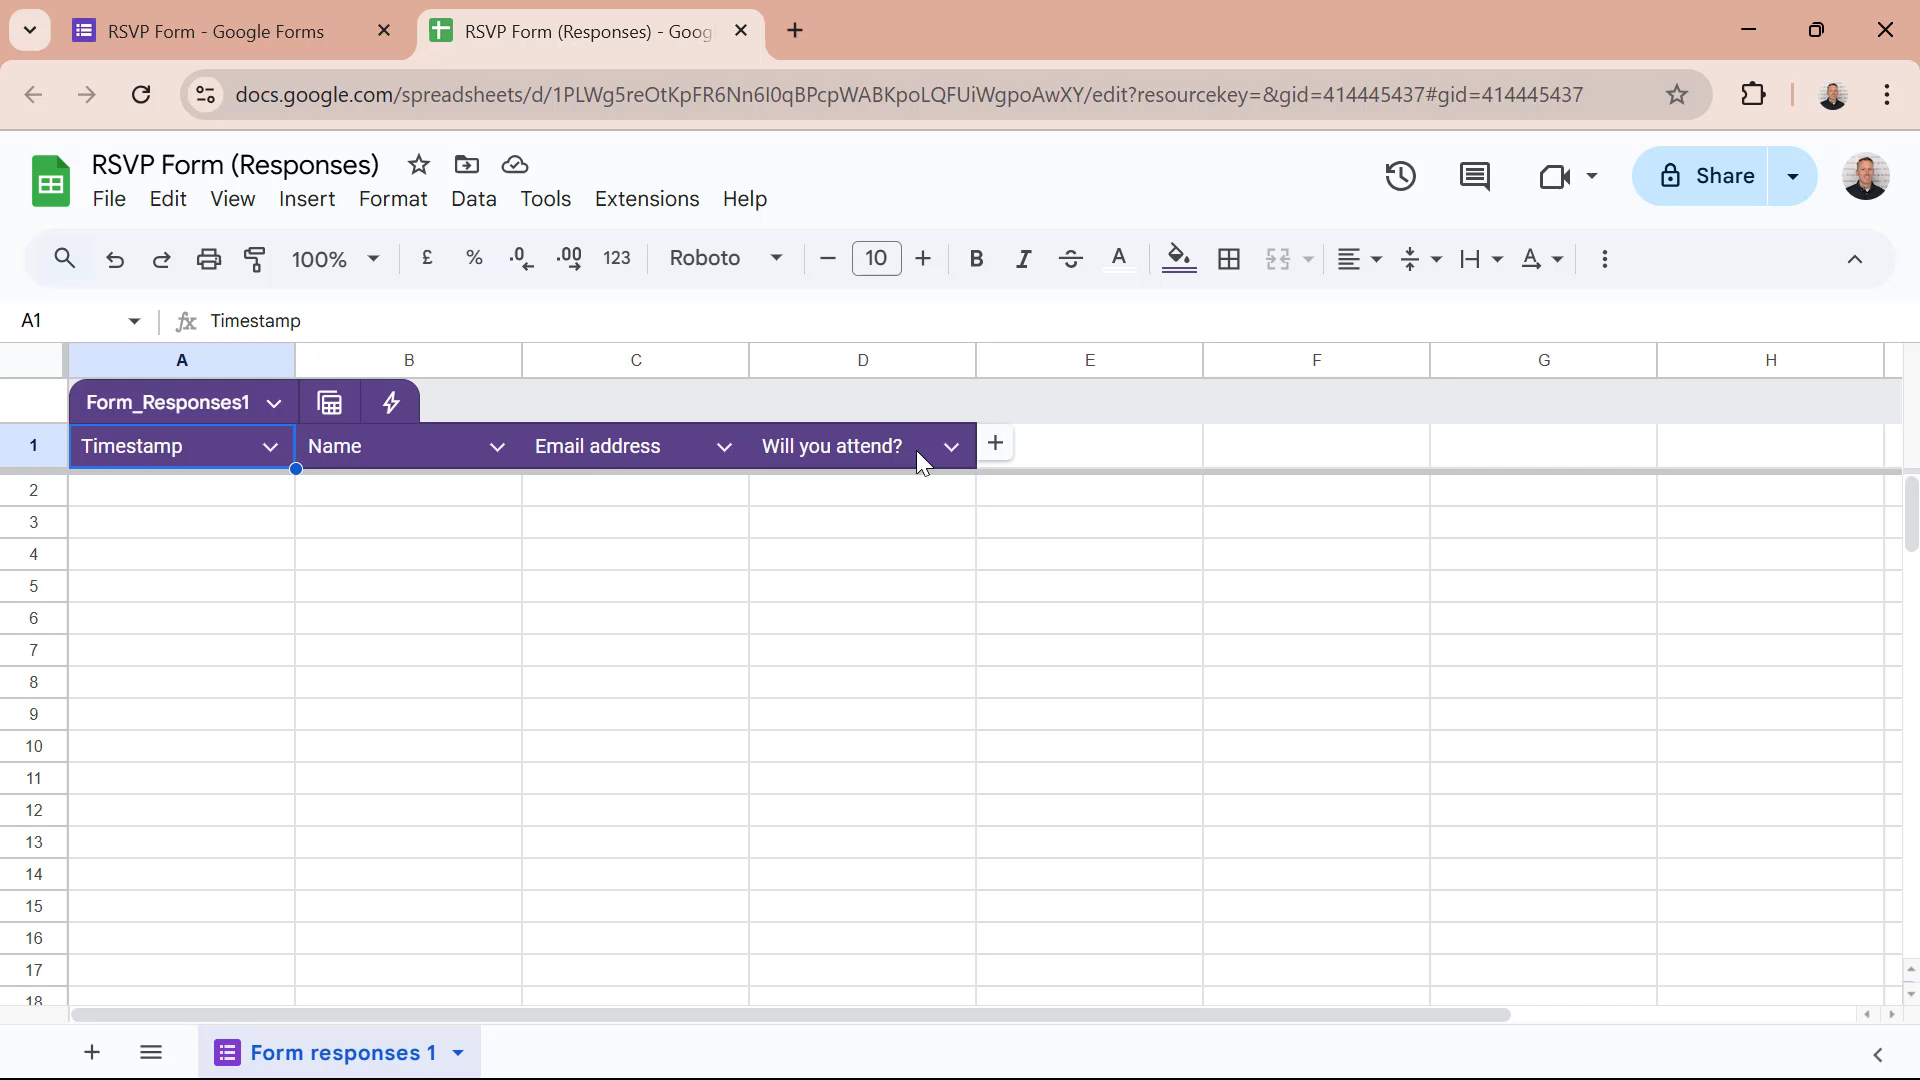 RSVP Form - Google Forms
RSVP Form (Responses) - Goog
docs.google.com/spreadsheets/d/1PLWg5reOtKpFR6Nn6I0qBPcpWABKpoLQFUiWgpoAwXY/edit?resourcekey=&gid=414445437#gid=414445437
RSVP Form (Responses)
File Edit View Insert Format Data Tools Extensions Help
Share
100% £ % .0 .00 123 Roboto 10 B I A
A1 fx Timestamp
A B C D E F G H
Form_Responses1
1 Timestamp Name Email address Will you attend?
2
3
4
5
6
7
8
9
10
11
12
13
14
15
16
17
18
Form responses 1